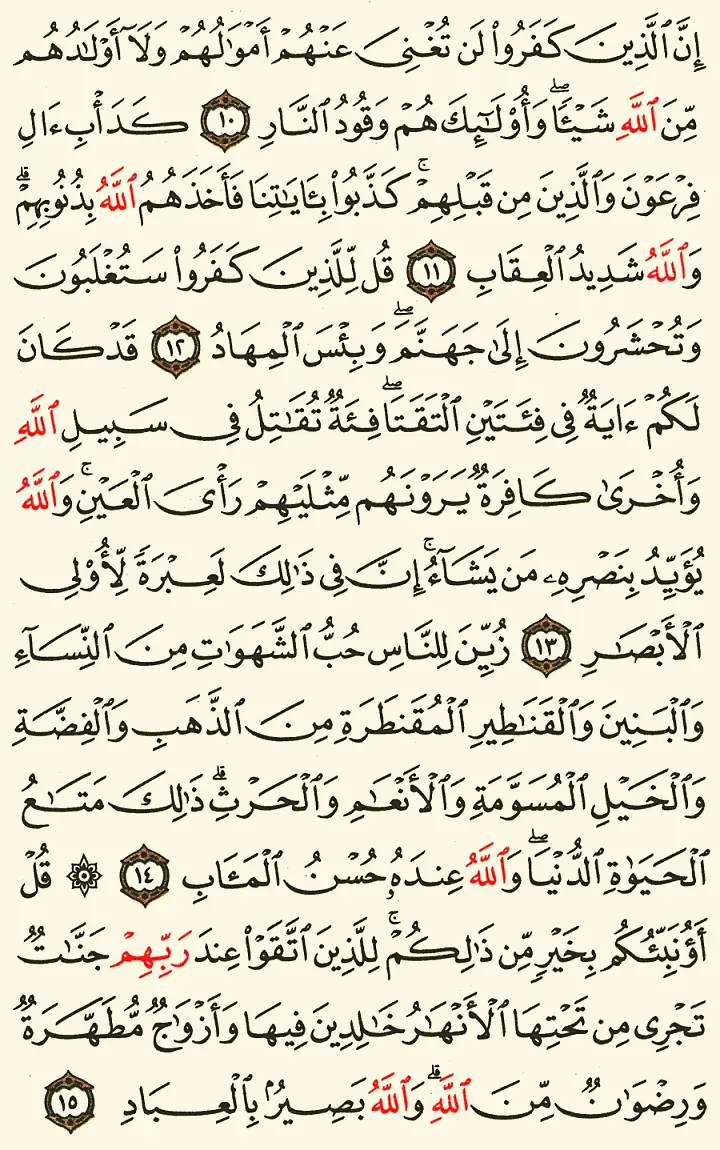 إِنَّ ٱلَّذِينَ كَفَرُوا۟ لَن تُغْنِىَ عَنْهُمْ أَمْوَٰلُهُمْ وَلَآ أَوْلَـٰدُهُم
مِّنَ ٱللَّهِ شَيْـًٔا ۖ وَأُو۟لَـٰٓئِكَ هُمْ وَقُودُ ٱلنَّارِ ١٠ كَدَأْبِ ءَالِ
فِرْعَوْنَ وَٱلَّذِينَ مِن قَبْلِهِمْ ۚ كَذَّبُوا۟ بِـَٔايَـٰتِنَا فَأَخَذَهُمُ ٱللَّهُ بِذُنُوبِهِمْ ۗ
وَٱللَّهُ شَدِيدُ ٱلْعِقَابِ ١١ قُل لِّلَّذِينَ كَفَرُوا۟ سَتُغْلَبُونَ
وَتُحْشَرُونَ إِلَىٰ جَهَنَّمَ ۖ وَبِئْسَ ٱلْمِهَادُ ١٢ قَدْ كَانَ
لَكُمْ ءَايَةٌ فِى فِئَتَيْنِ ٱلْتَقَتَا ۖ فِئَةٌ تُقَـٰتِلُ فِى سَبِيلِ ٱللَّهِ
وَأُخْرَىٰ كَافِرَةٌ يَرَوْنَهُم مِّثْلَيْهِمْ رَأْىَ ٱلْعَيْنِ ۚ وَٱللَّهُ
يُؤَيِّدُ بِنَصْرِهِۦ مَن يَشَآءُ ۚ إِنَّ فِى ذَٰلِكَ لَعِبْرَةً لِّأُو۟لِى
ٱلْأَبْصَـٰرِ ١٣ زُيِّنَ لِلنَّاسِ حُبُّ ٱلشَّهَوَٰتِ مِنَ ٱلنِّسَآءِ
وَٱلْبَنِينَ وَٱلْقَنَـٰطِيرِ ٱلْمُقَنطَرَةِ مِنَ ٱلذَّهَبِ وَٱلْفِضَّةِ
وَٱلْخَيْلِ ٱلْمُسَوَّمَةِ وَٱلْأَنْعَـٰمِ وَٱلْحَرْثِ ۗ ذَٰلِكَ مَتَـٰعُ
ٱلْحَيَوٰةِ ٱلدُّنْيَا ۖ وَٱللَّهُ عِندَهُۥ حُسْنُ ٱلْمَـَٔابِ ١٤ ۞ قُلْ
أَؤُنَبِّئُكُم بِخَيْرٍ مِّن ذَٰلِكُمْ ۚ لِلَّذِينَ ٱتَّقَوْا۟ عِندَ رَبِّهِمْ جَنَّـٰتٌ
تَجْرِى مِن تَحْتِهَا ٱلْأَنْهَـٰرُ خَـٰلِدِينَ فِيهَا وَأَزْوَٰجٌ مُّطَهَّرَةٌ
وَرِضْوَٰنٌ مِّنَ ٱللَّهِ ۗ وَٱللَّهُ بَصِيرٌۢ بِٱلْعِبَادِ ١٥